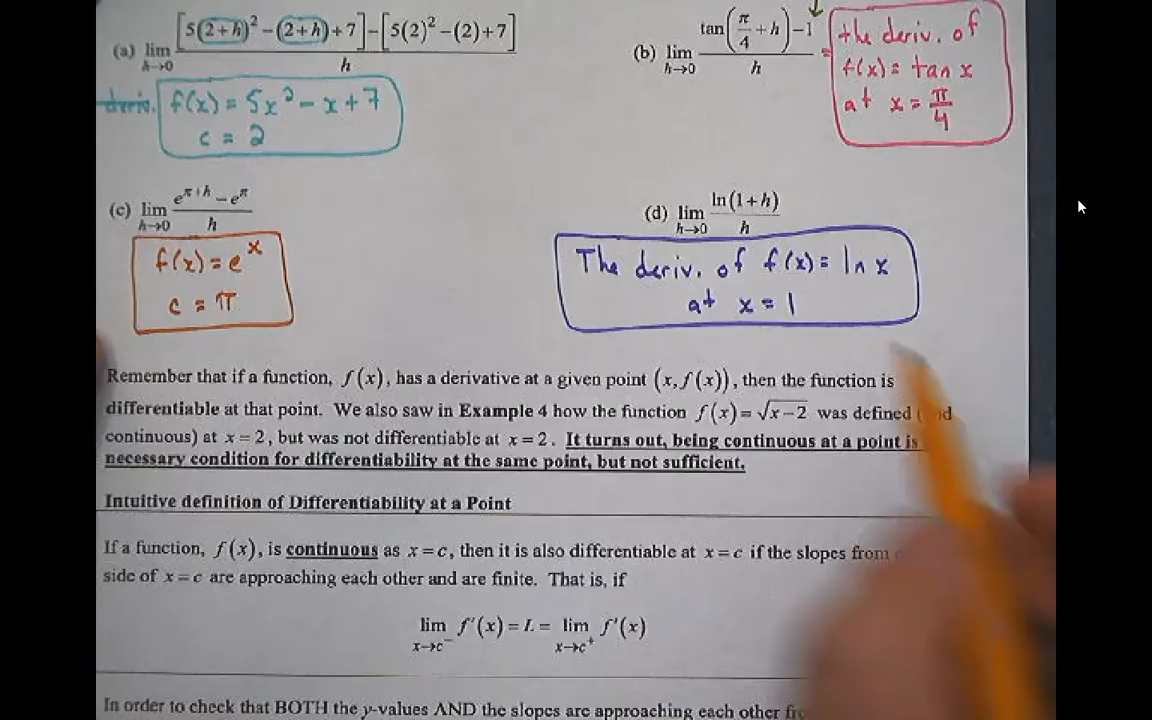 (a) lim h→0 [5(2+h)² −(2+h)+7]−[5(2)² −(2)+7] / h
deriv. f(x) = 5x² − x + 7
c = 2
(b) lim h→0 tan(π/4 + h)−1 / h =
the deriv. of
f(x) = tan x
at x = π/4
(c) lim h→0 e^(π+h) − e^π / h
f(x) = e^x
c = π
(d) lim h→0 ln(1+h) / h
The deriv. of f(x) = ln x
at x = 1
Remember that if a function, f(x), has a derivative at a given point (x, f(x)), then the function is
differentiable at that point. We also saw in Example 4 how the function f(x) = √x−2 was defined
continuous) at x = 2, but was not differentiable at x = 2. It turns out, being continuous at a point is
necessary condition for differentiability at the same point, but not sufficient.
Intuitive definition of Differentiability at a Point
If a function, f(x), is continuous as x = c, then it is also differentiable at x = c if the slopes from
side of x = c are approaching each other and are finite. That is, if
lim x→c⁻ f′(x) = L = lim x→c⁺ f′(x)
In order to check that BOTH the y-values AND the slopes are approaching each other